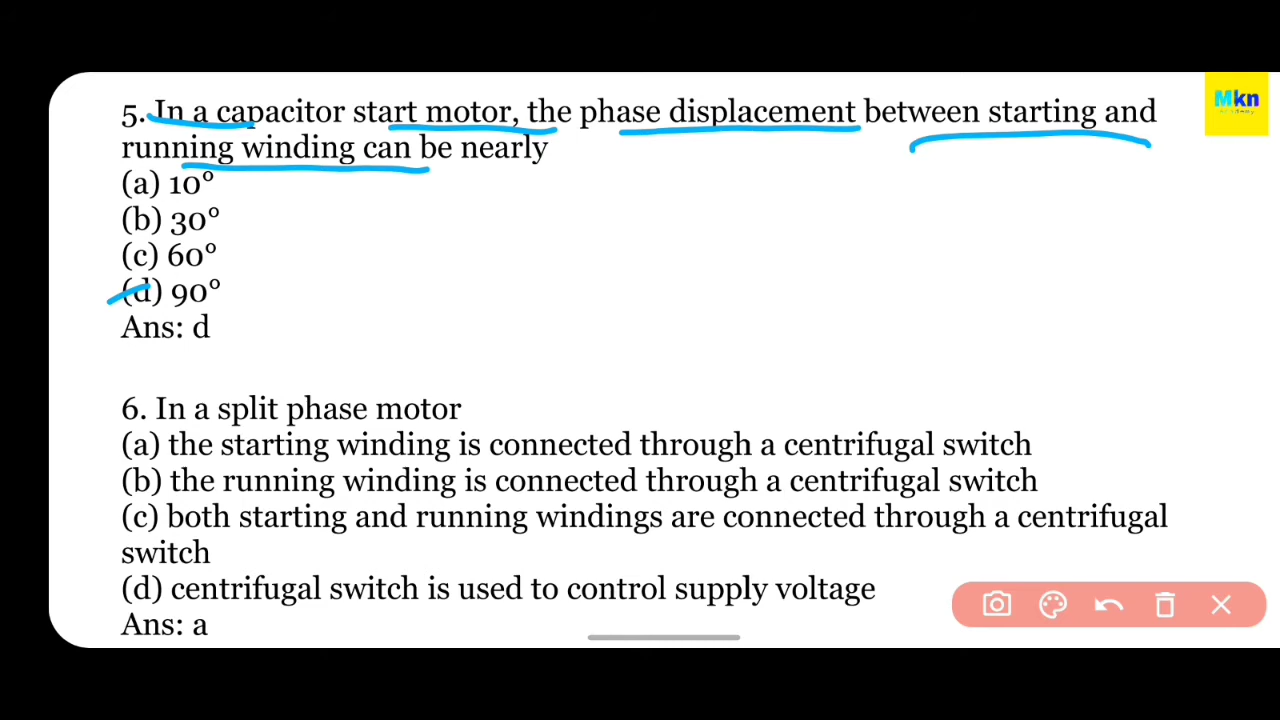 5. In a capacitor start motor, the phase displacement between starting and
running winding can be nearly
(a) 10°
(b) 30°
(c) 60°
(d) 90°
Ans: d
6. In a split phase motor
(a) the starting winding is connected through a centrifugal switch
(b) the running winding is connected through a centrifugal switch
(c) both starting and running windings are connected through a centrifugal
switch
(d) centrifugal switch is used to control supply voltage
Ans: a
Mkn